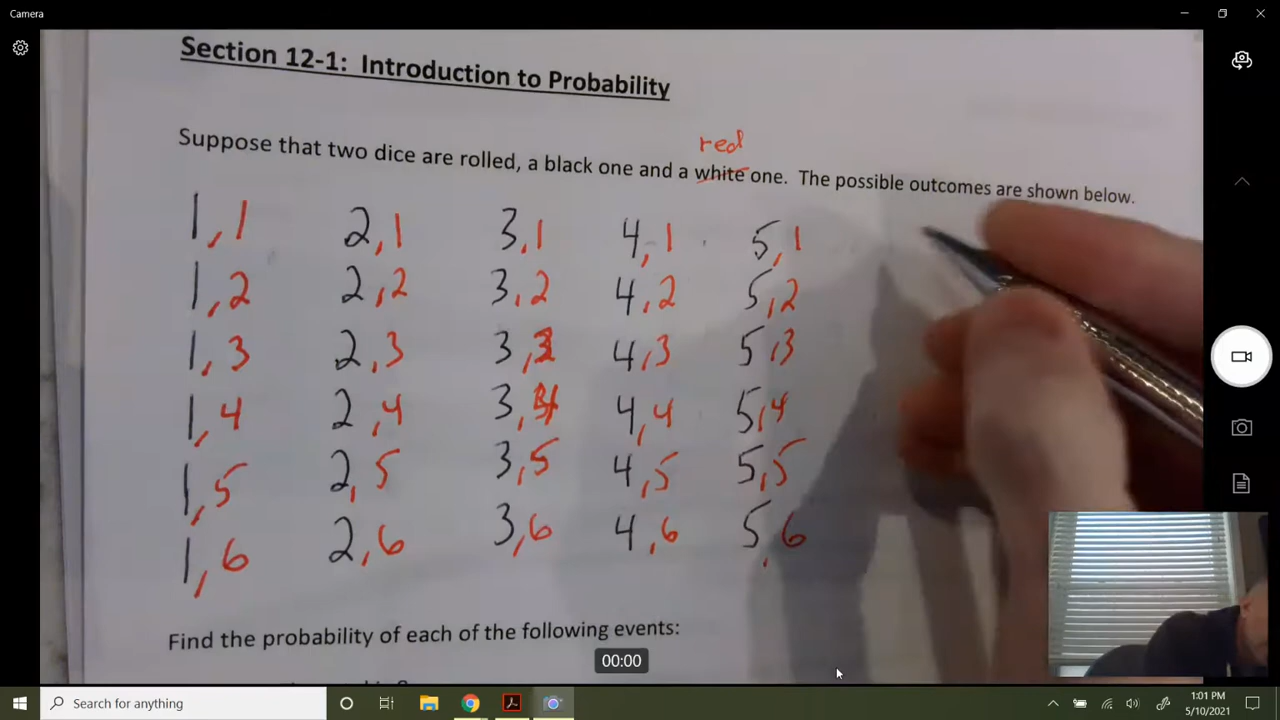 Camera
Section 12-1: Introduction to Probability
red
Suppose that two dice are rolled, a black one and a white one. The possible outcomes are shown below.
1,1 2,1 3,1 4,1 5,1
1,2 2,2 3,2 4,2 5,2
1,3 2,3 3,3 4,3 5,3
1,4 2,4 3,4 4,4 5,4
1,5 2,5 3,5 4,5 5,5
1,6 2,6 3,6 4,6 5,6
Find the probability of each of the following events:
00:00
Search for anything
1:01 PM
5/10/2021